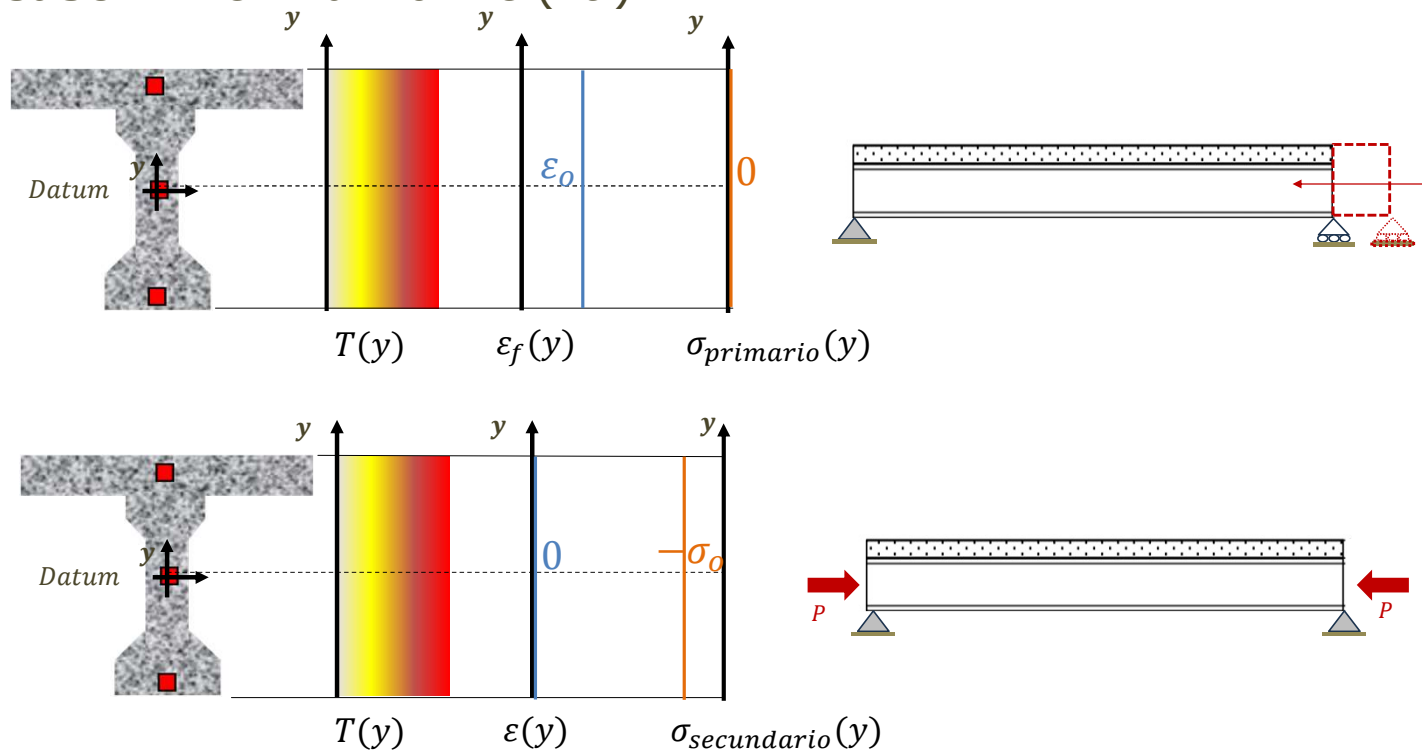 y y y
y
Datum
ε_o
0
T(y) ε_f(y) σ_primario(y)
y y y
y
Datum
0
−σ_o
P P
T(y) ε(y) σ_secundario(y)